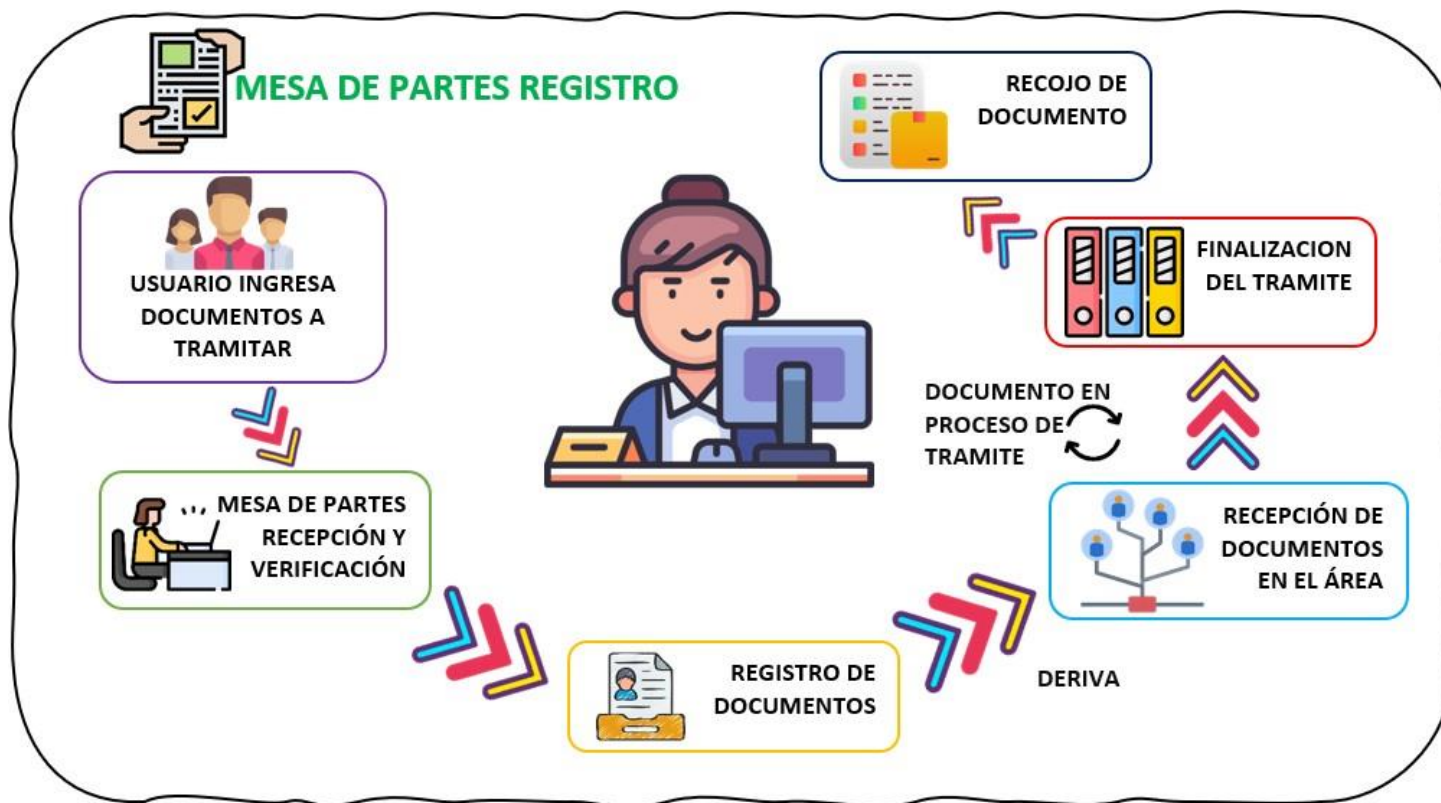 MESA DE PARTES REGISTRO
USUARIO INGRESA
DOCUMENTOS A
TRAMITAR
MESA DE PARTES
RECEPCIÓN Y
VERIFICACIÓN
REGISTRO DE
DOCUMENTOS
DERIVA
RECEPCIÓN DE
DOCUMENTOS
EN EL ÁREA
DOCUMENTO EN
PROCESO DE
TRAMITE
FINALIZACION
DEL TRAMITE
RECOJO DE
DOCUMENTO